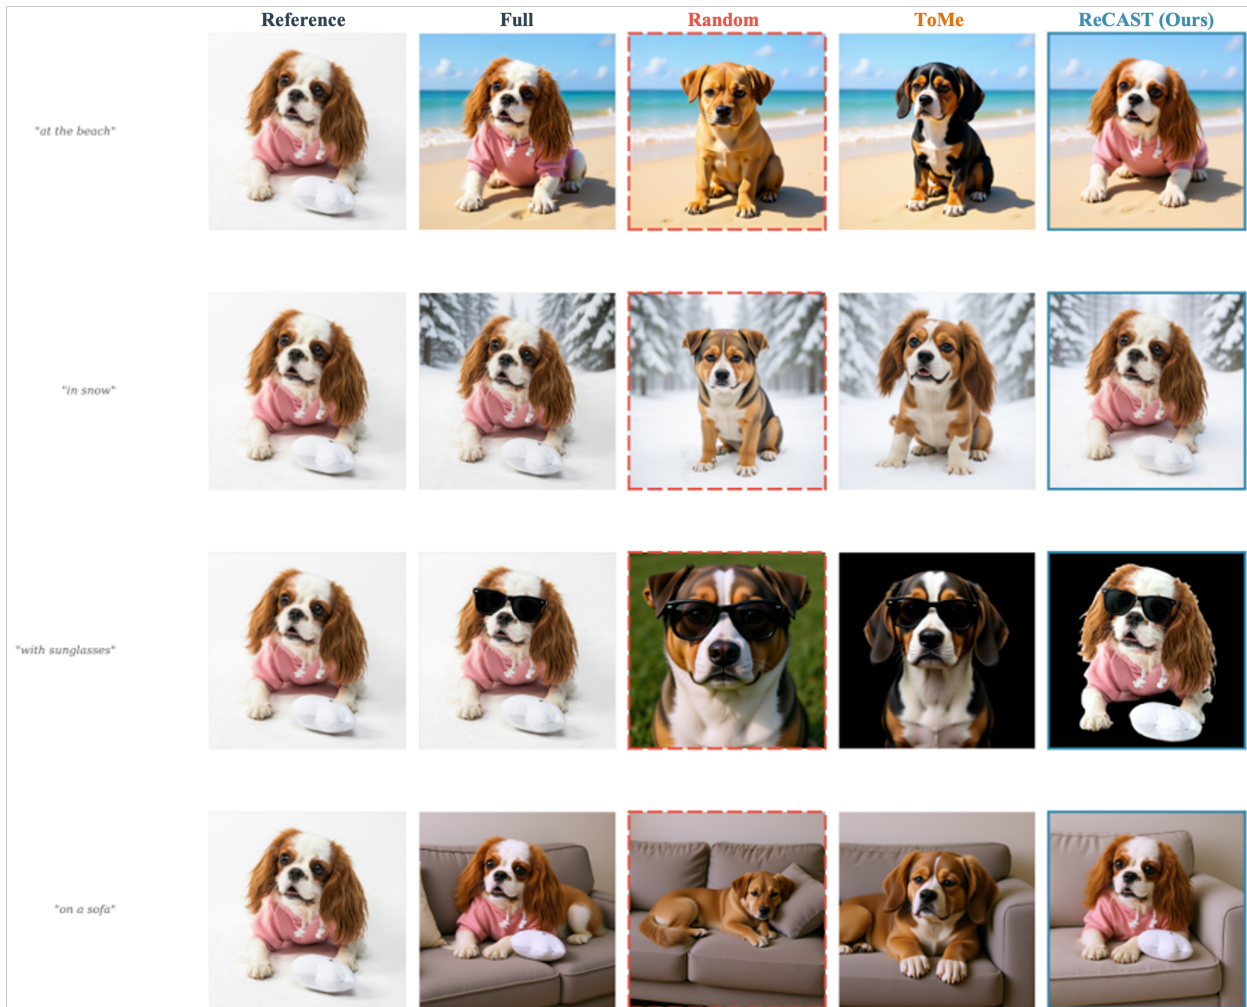 Reference Full Random ToMe ReCAST (Ours)
"at the beach"
"in snow"
"with sunglasses"
"on a sofa"